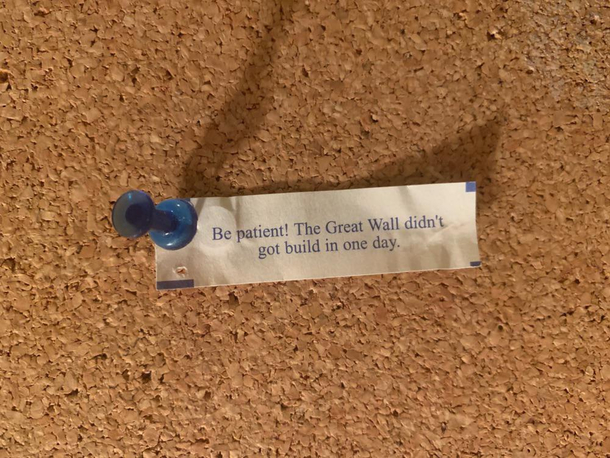 Be patient! The Great Wall didn't
got build in one day.